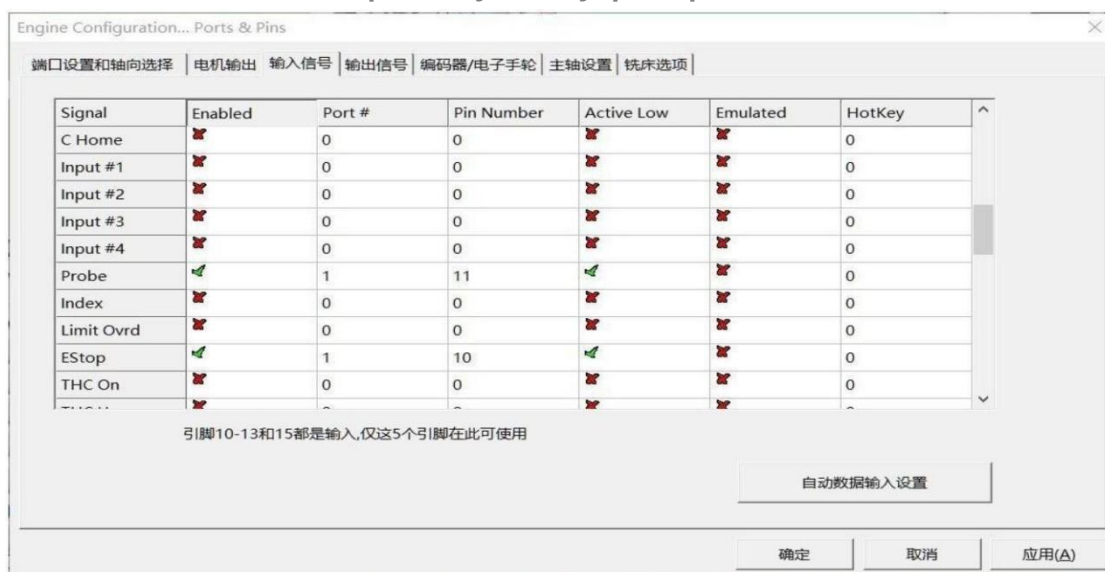 Engine Configuration... Ports & Pins
端口设置和轴向选择 电机输出 输入信号 输出信号 编码器/电子手轮 主轴设置 铣床选项
Signal Enabled Port # Pin Number Active Low Emulated HotKey
C Home 0 0 0
Input #1 0 0 0
Input #2 0 0 0
Input #3 0 0 0
Input #4 0 0 0
Probe 1 11 0
Index 0 0 0
Limit Ovrd 0 0 0
EStop 1 10 0
THC On 0 0 0
引脚10-13和15都是输入,仅这5个引脚在此可使用
自动数据输入设置
确定 取消 应用(A)